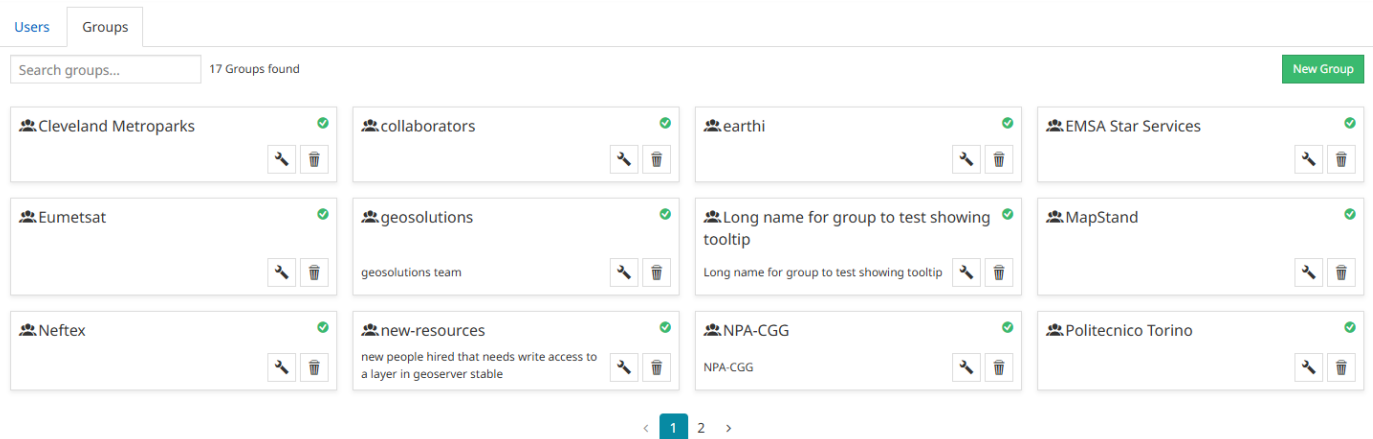 Users Groups
Search groups... 17 Groups found New Group
Cleveland Metroparks
collaborators
earthi
EMSA Star Services
Eumetsat
geosolutions
geosolutions team
Long name for group to test showing
tooltip
Long name for group to test showing tooltip
MapStand
Neftex
new-resources
new people hired that needs write access to
a layer in geoserver stable
NPA-CGG
NPA-CGG
Politecnico Torino
‹ 1 2 ›